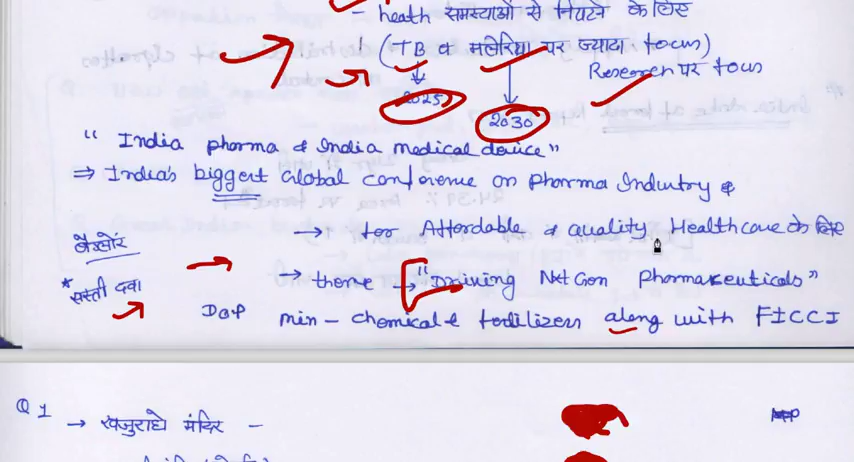 - heath समस्याओं से निपटने के लिए
(TB व मलेरिया पर ज्यादा focus)
Research पर focus
2025
2030
" India pharma & India medical device"
⇒ India's biggest Global conference on Pharma Industry &
→ for Affordable & quality Healthcare के लिए
* सस्ती दवा
→ theme → "Driving Next Gen Pharmaceuticals"
DOP min - chemical & fertilizers along with FICCI
Q1 → खजुराहो मंदिर -
MP